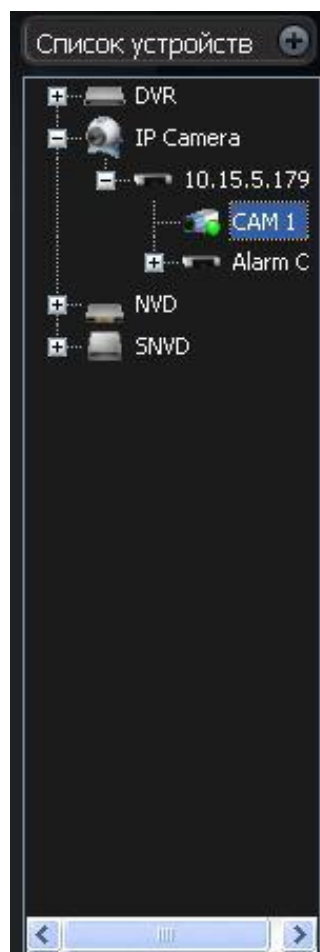 Список устройств
DVR
IP Camera
10.15.5.179
CAM 1
Alarm C
NVD
SNVD